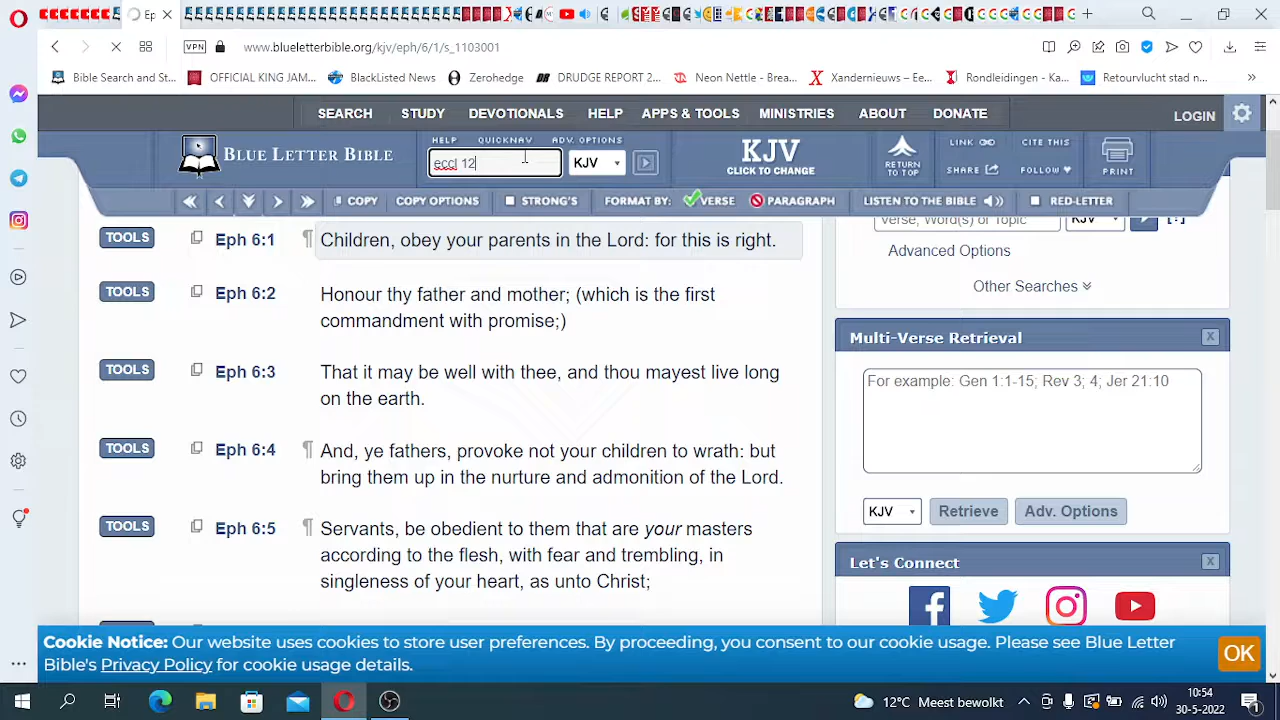 Ep
VPN
www.blueletterbible.org/kjv/eph/6/1/s_1103001
Bible Search and St...
OFFICIAL KING JAM...
BlackListed News
Zerohedge
DRUDGE REPORT 2...
Neon Nettle - Brea...
Xandernieuws – Ee...
Rondleidingen - Ka...
Retourvlucht stad n...
SEARCH STUDY DEVOTIONALS HELP APPS & TOOLS MINISTRIES ABOUT DONATE LOGIN
HELP QUICKNAV ADV. OPTIONS
BLUE LETTER BIBLE
eccl 12
KJV
KJV
CLICK TO CHANGE
RETURN
TO TOP
LINK CITE THIS
SHARE FOLLOW
PRINT
COPY COPY OPTIONS STRONG'S FORMAT BY: VERSE PARAGRAPH LISTEN TO THE BIBLE RED-LETTER
TOOLS Eph 6:1 ¶ Children, obey your parents in the Lord: for this is right.
TOOLS Eph 6:2 Honour thy father and mother; (which is the first
commandment with promise;)
TOOLS Eph 6:3 That it may be well with thee, and thou mayest live long
on the earth.
TOOLS Eph 6:4 ¶ And, ye fathers, provoke not your children to wrath: but
bring them up in the nurture and admonition of the Lord.
TOOLS Eph 6:5 ¶ Servants, be obedient to them that are your masters
according to the flesh, with fear and trembling, in
singleness of your heart, as unto Christ;
Verse, Word(s) or Topic KJV [?]
Advanced Options
Other Searches
Multi-Verse Retrieval X
For example: Gen 1:1-15; Rev 3; 4; Jer 21:10
KJV Retrieve Adv. Options
Let's Connect X
Cookie Notice: Our website uses cookies to store user preferences. By proceeding, you consent to our cookie usage. Please see Blue Letter
Bible's Privacy Policy for cookie usage details.
OK
12°C Meest bewolkt
10:54
30-5-2022